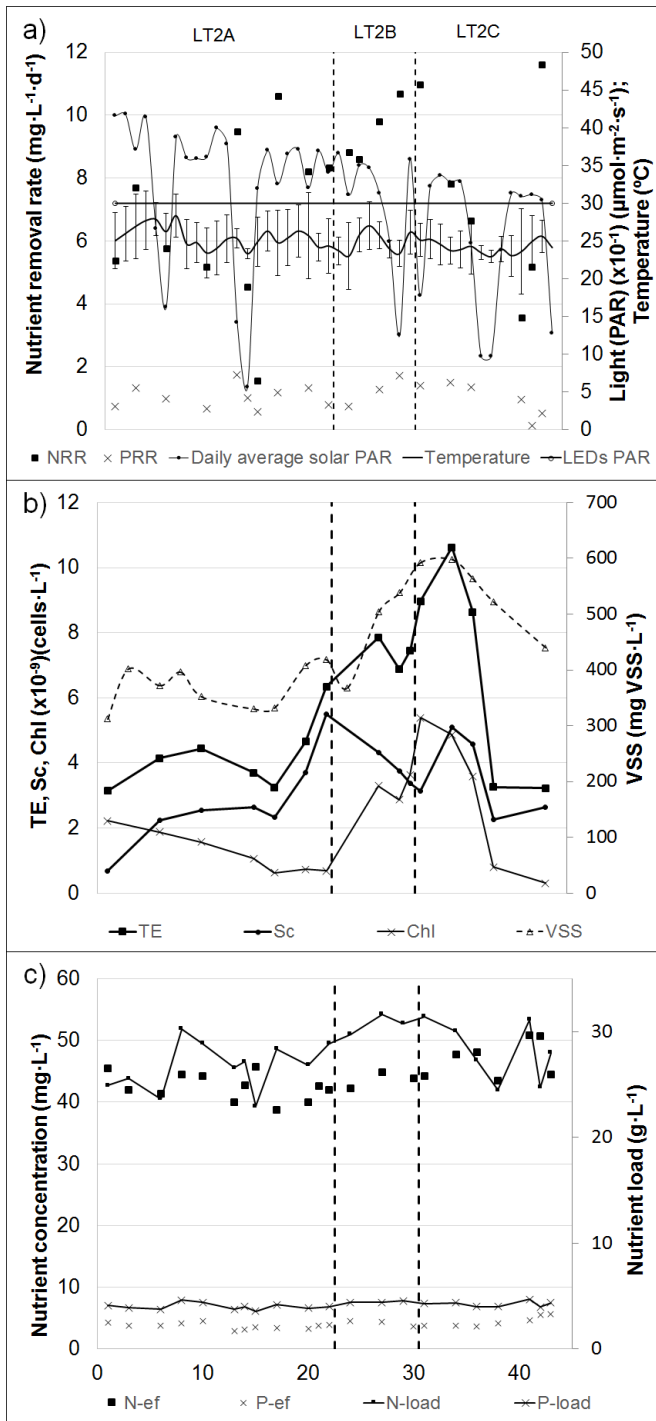 a)
LT2A LT2B LT2C
Nutrient removal rate (mg·L-1·d-1)
12
10
8
6
4
2
0
50
45
40
35
30
25
20
15
10
5
0
Light (PAR) (x10-1) (µmol·m-2·s-1);
Temperature (ºC)
NRR PRR Daily average solar PAR Temperature LEDs PAR
b)
TE, Sc, Chl (x10-9)(cells·L-1)
12
10
8
6
4
2
0
700
600
500
400
300
200
100
0
VSS (mg VSS·L-1)
TE Sc Chl VSS
c)
Nutrient concentration (mg·L-1)
60
50
40
30
20
10
0
30
20
10
0
Nutrient load (g·L-1)
0 10 20 30 40
N-ef P-ef N-load P-load